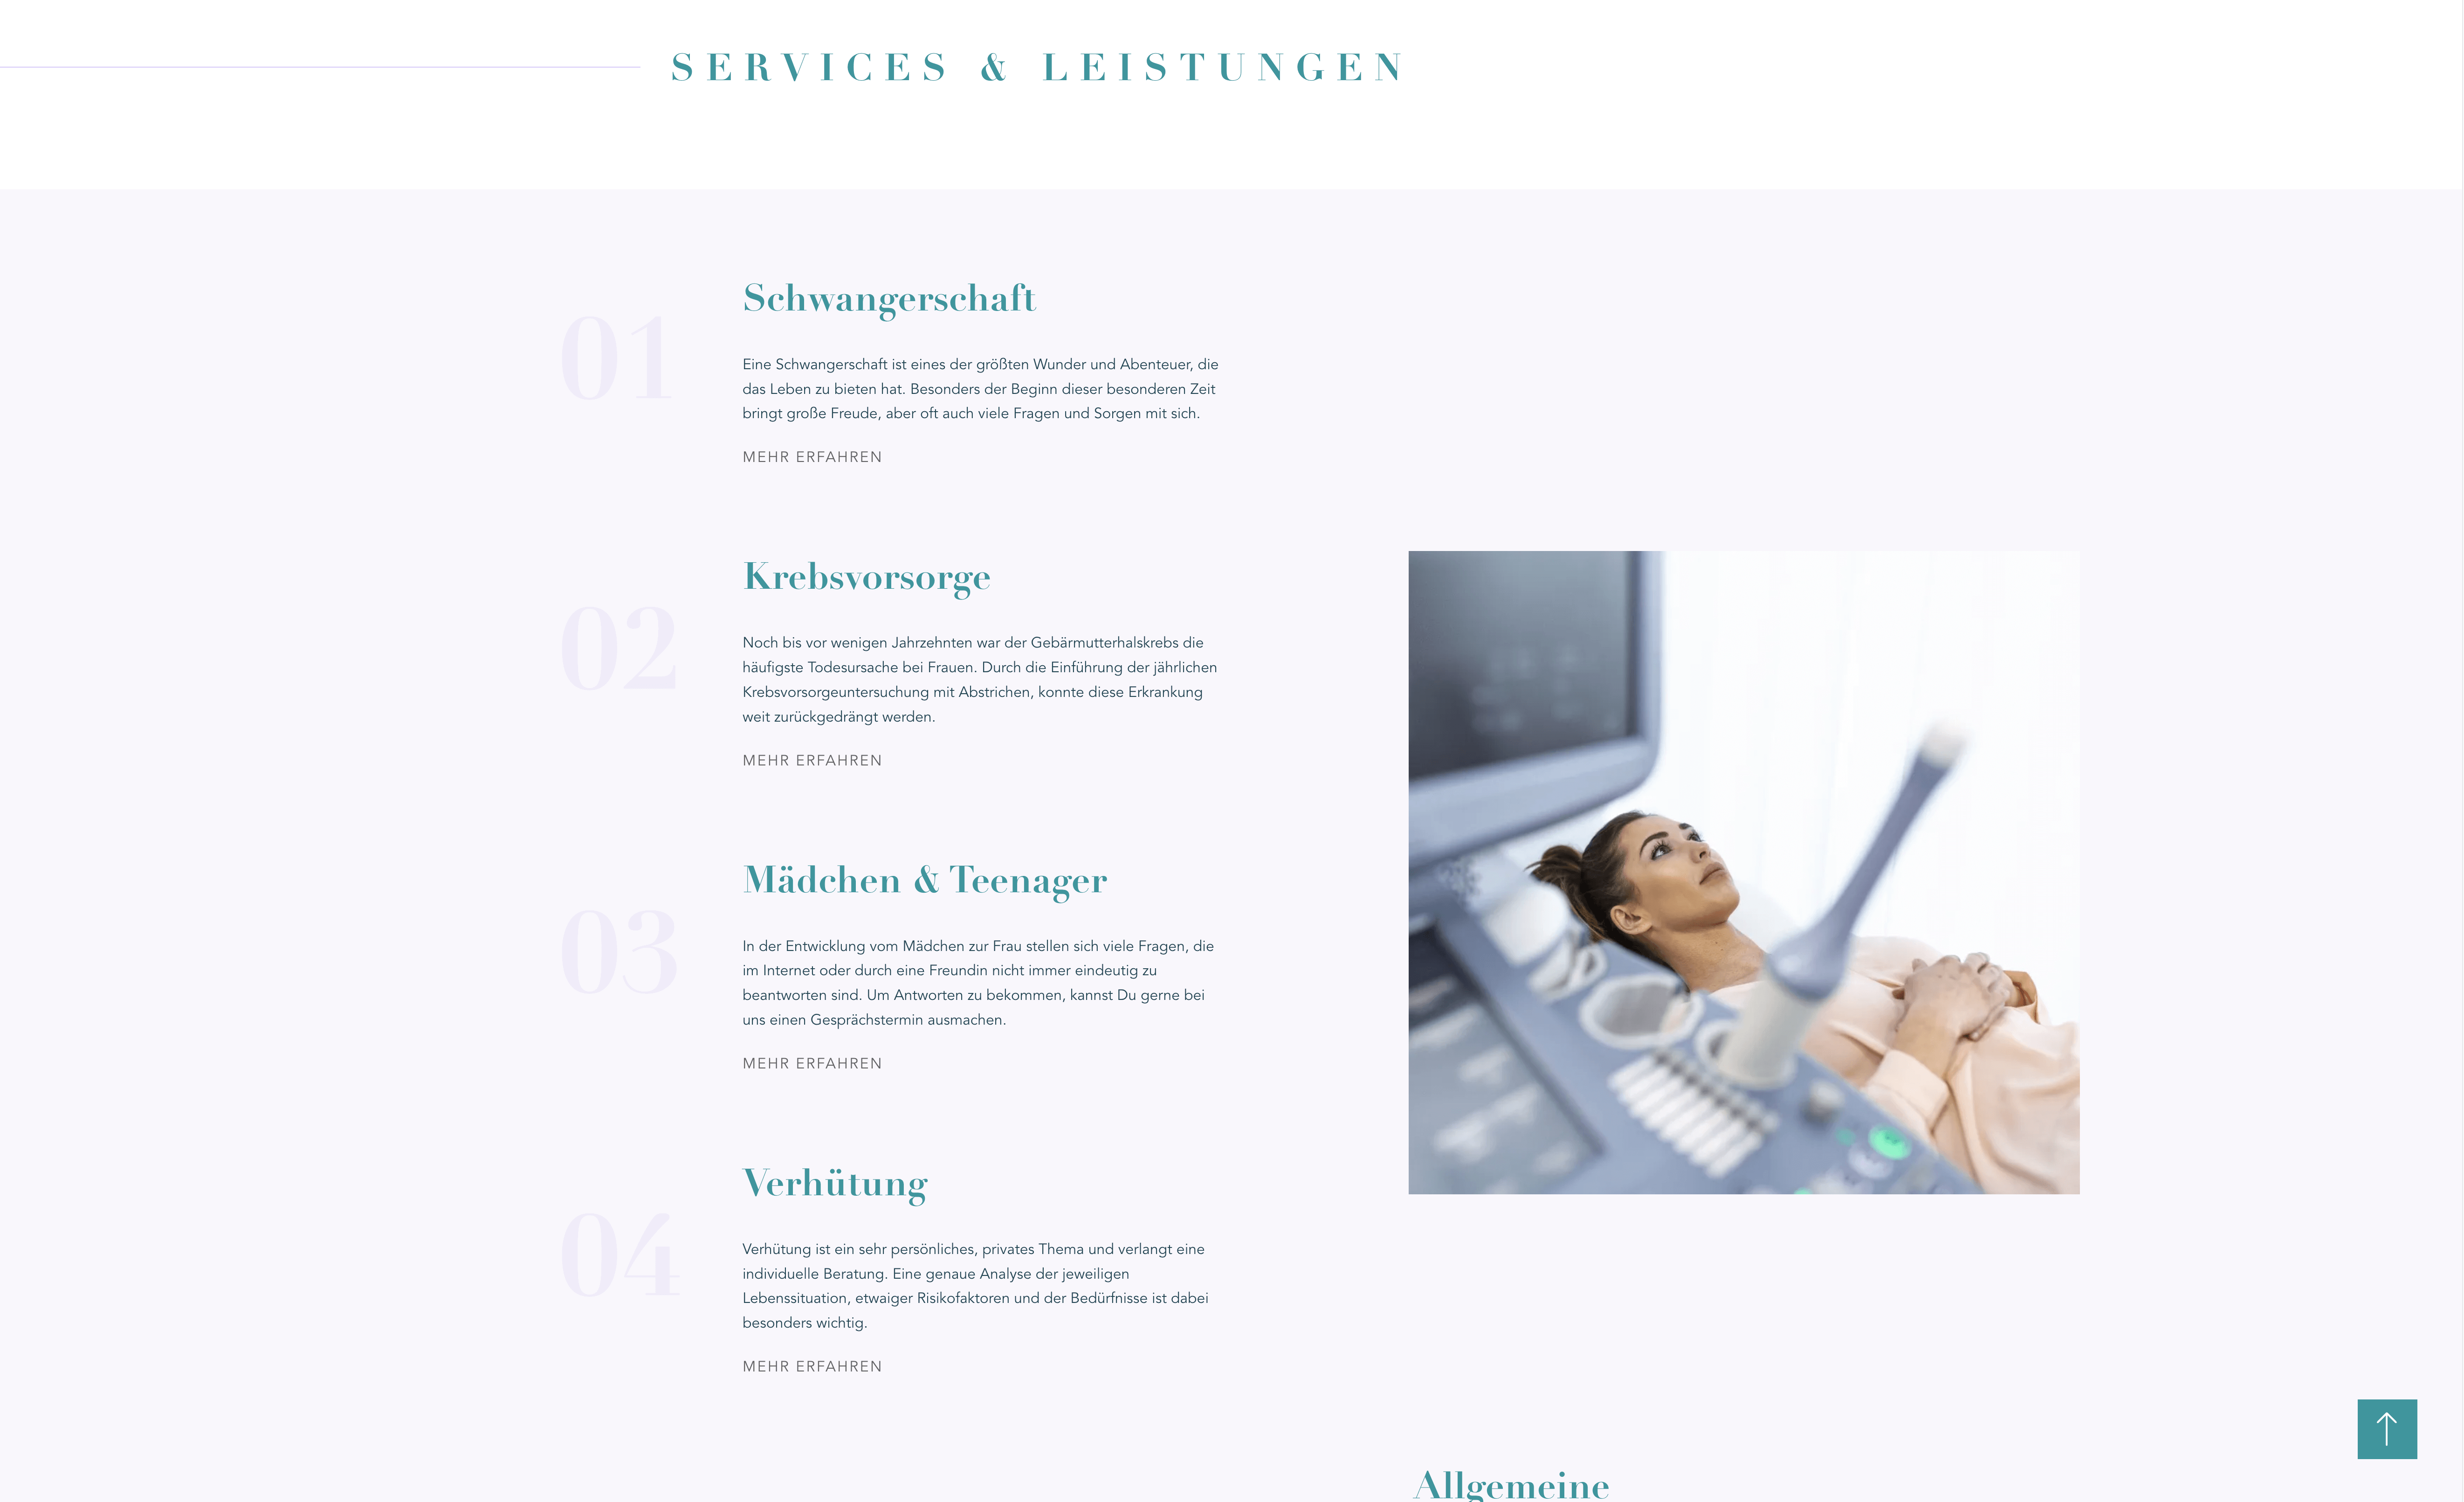 SERVICES & LEISTUNGEN
01
Schwangerschaft
Eine Schwangerschaft ist eines der größten Wunder und Abenteuer, die
das Leben zu bieten hat. Besonders der Beginn dieser besonderen Zeit
bringt große Freude, aber oft auch viele Fragen und Sorgen mit sich.
MEHR ERFAHREN
02
Krebsvorsorge
Noch bis vor wenigen Jahrzehnten war der Gebärmutterhalskrebs die
häufigste Todesursache bei Frauen. Durch die Einführung der jährlichen
Krebsvorsorgeuntersuchung mit Abstrichen, konnte diese Erkrankung
weit zurückgedrängt werden.
MEHR ERFAHREN
03
Mädchen & Teenager
In der Entwicklung vom Mädchen zur Frau stellen sich viele Fragen, die
im Internet oder durch eine Freundin nicht immer eindeutig zu
beantworten sind. Um Antworten zu bekommen, kannst Du gerne bei
uns einen Gesprächstermin ausmachen.
MEHR ERFAHREN
04
Verhütung
Verhütung ist ein sehr persönliches, privates Thema und verlangt eine
individuelle Beratung. Eine genaue Analyse der jeweiligen
Lebenssituation, etwaiger Risikofaktoren und der Bedürfnisse ist dabei
besonders wichtig.
MEHR ERFAHREN
Allgemeine